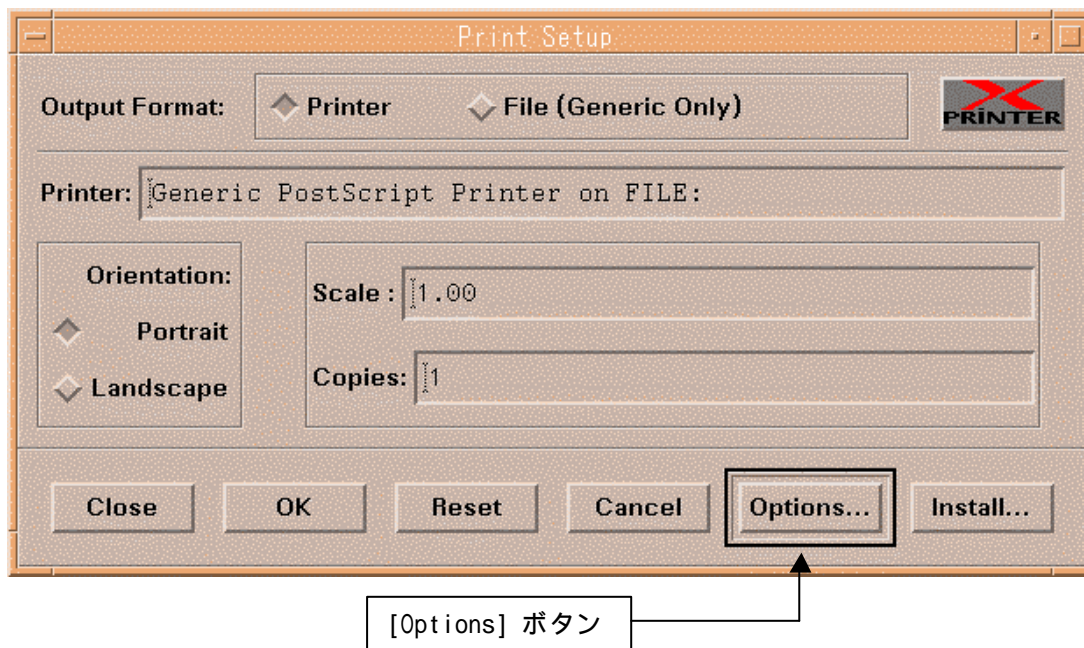 Print Setup
Output Format: Printer File (Generic Only)
PRINTER
Printer: Generic PostScript Printer on FILE:
Orientation:
Portrait
Landscape
Scale : 1.00
Copies: 1
Close OK Reset Cancel Options... Install...
[Options] ボタン